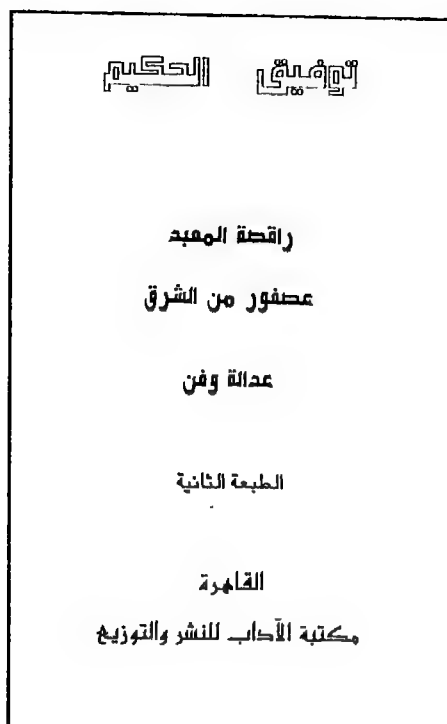 توفيق الحكيم
راقصة المعبد
عصفور من الشرق
عدالة وفن
الطبعة الثانية
القاهرة
مكتبة الآداب للنشر والتوزيع